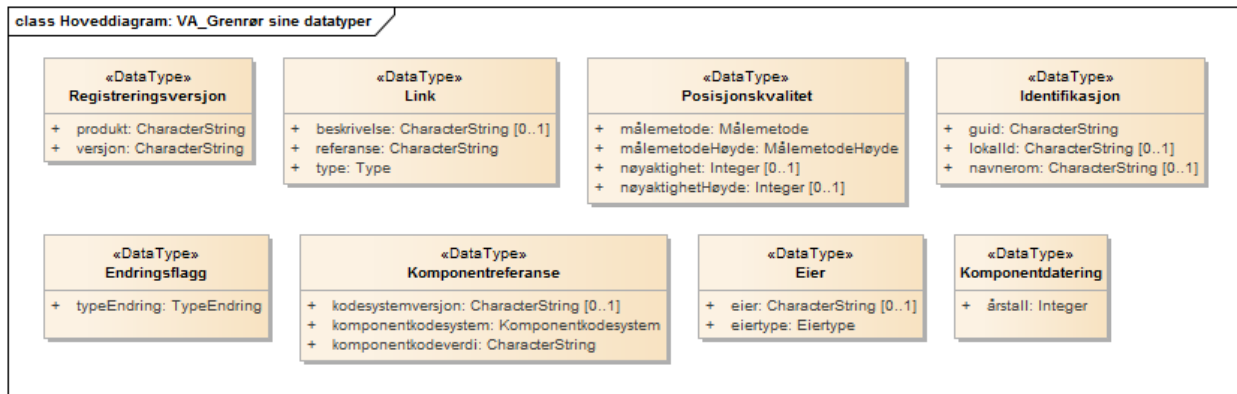 class Hoveddiagram: VA_Grenrør sine datatyper
«DataType»
Registreringsversjon
+ produkt: CharacterString
+ versjon: CharacterString
«DataType»
Link
+ beskrivelse: CharacterString [0..1]
+ referanse: CharacterString
+ type: Type
«DataType»
Posisjonskvalitet
+ målemetode: Målemetode
+ målemetodeHøyde: MålemetodeHøyde
+ nøyaktighet: Integer [0..1]
+ nøyaktighetHøyde: Integer [0..1]
«DataType»
Identifikasjon
+ guid: CharacterString
+ lokalId: CharacterString [0..1]
+ navnerom: CharacterString [0..1]
«DataType»
Endringsflagg
+ typeEndring: TypeEndring
«DataType»
Komponentreferanse
+ kodesystemversjon: CharacterString [0..1]
+ komponentkodesystem: Komponentkodesystem
+ komponentkodeverdi: CharacterString
«DataType»
Eier
+ eier: CharacterString [0..1]
+ eiertype: Eiertype
«DataType»
Komponentdatering
+ årstall: Integer